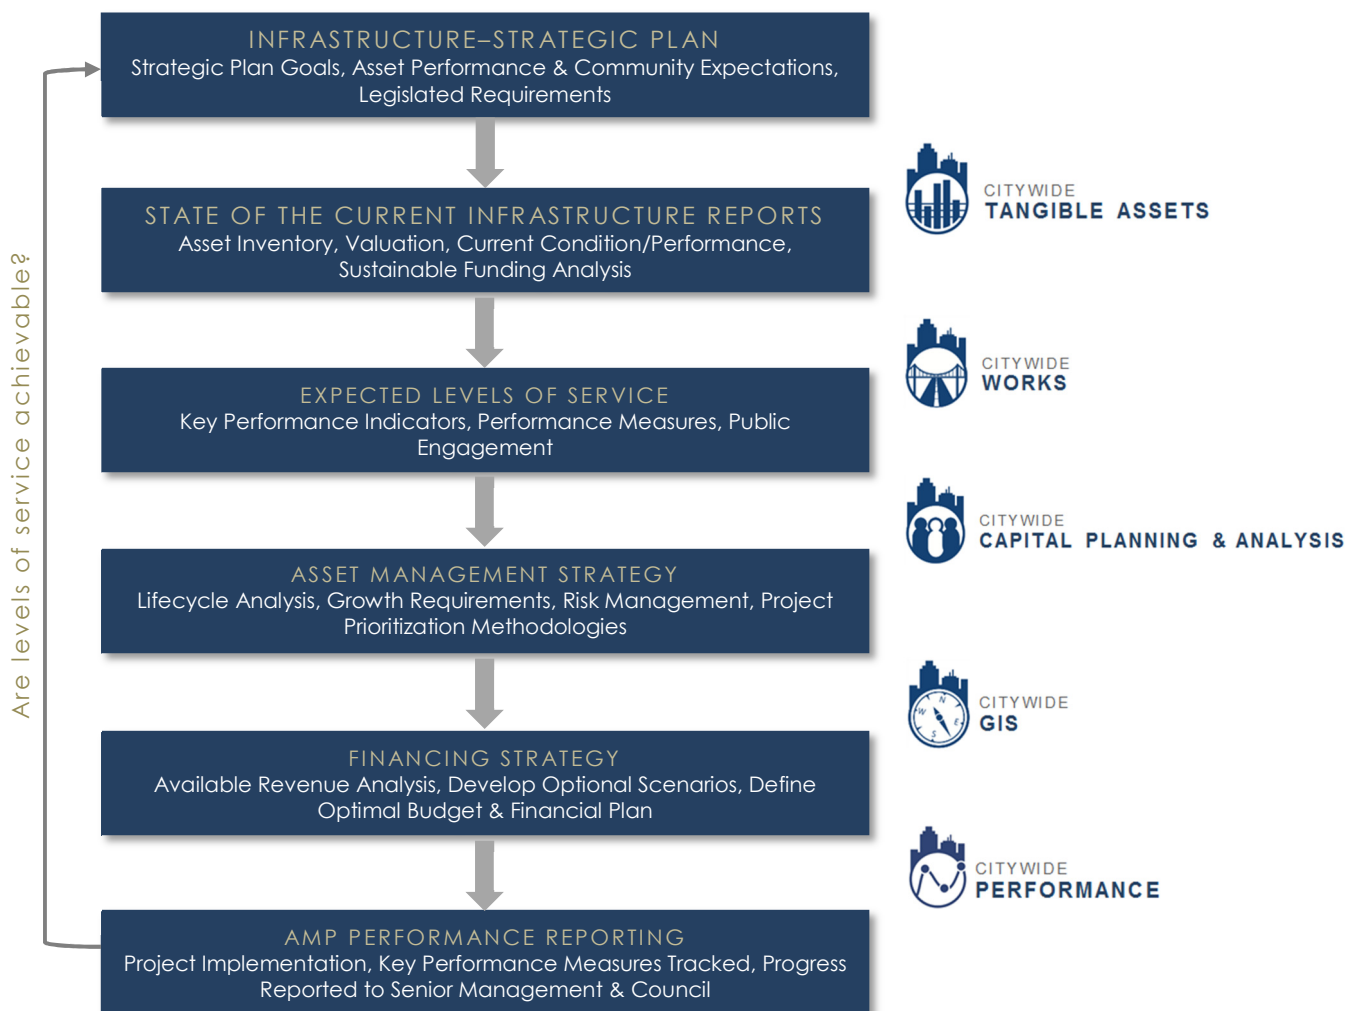 INFRASTRUCTURE–STRATEGIC PLAN
Strategic Plan Goals, Asset Performance & Community Expectations,
Legislated Requirements
STATE OF THE CURRENT INFRASTRUCTURE REPORTS
Asset Inventory, Valuation, Current Condition/Performance,
Sustainable Funding Analysis
EXPECTED LEVELS OF SERVICE
Key Performance Indicators, Performance Measures, Public
Engagement
ASSET MANAGEMENT STRATEGY
Lifecycle Analysis, Growth Requirements, Risk Management, Project
Prioritization Methodologies
FINANCING STRATEGY
Available Revenue Analysis, Develop Optional Scenarios, Define
Optimal Budget & Financial Plan
AMP PERFORMANCE REPORTING
Project Implementation, Key Performance Measures Tracked, Progress
Reported to Senior Management & Council
Are levels of service achievable?
CITYWIDE
TANGIBLE ASSETS
CITYWIDE
WORKS
CITYWIDE
CAPITAL PLANNING & ANALYSIS
N
W
E
S
CITYWIDE
GIS
CITYWIDE
PERFORMANCE